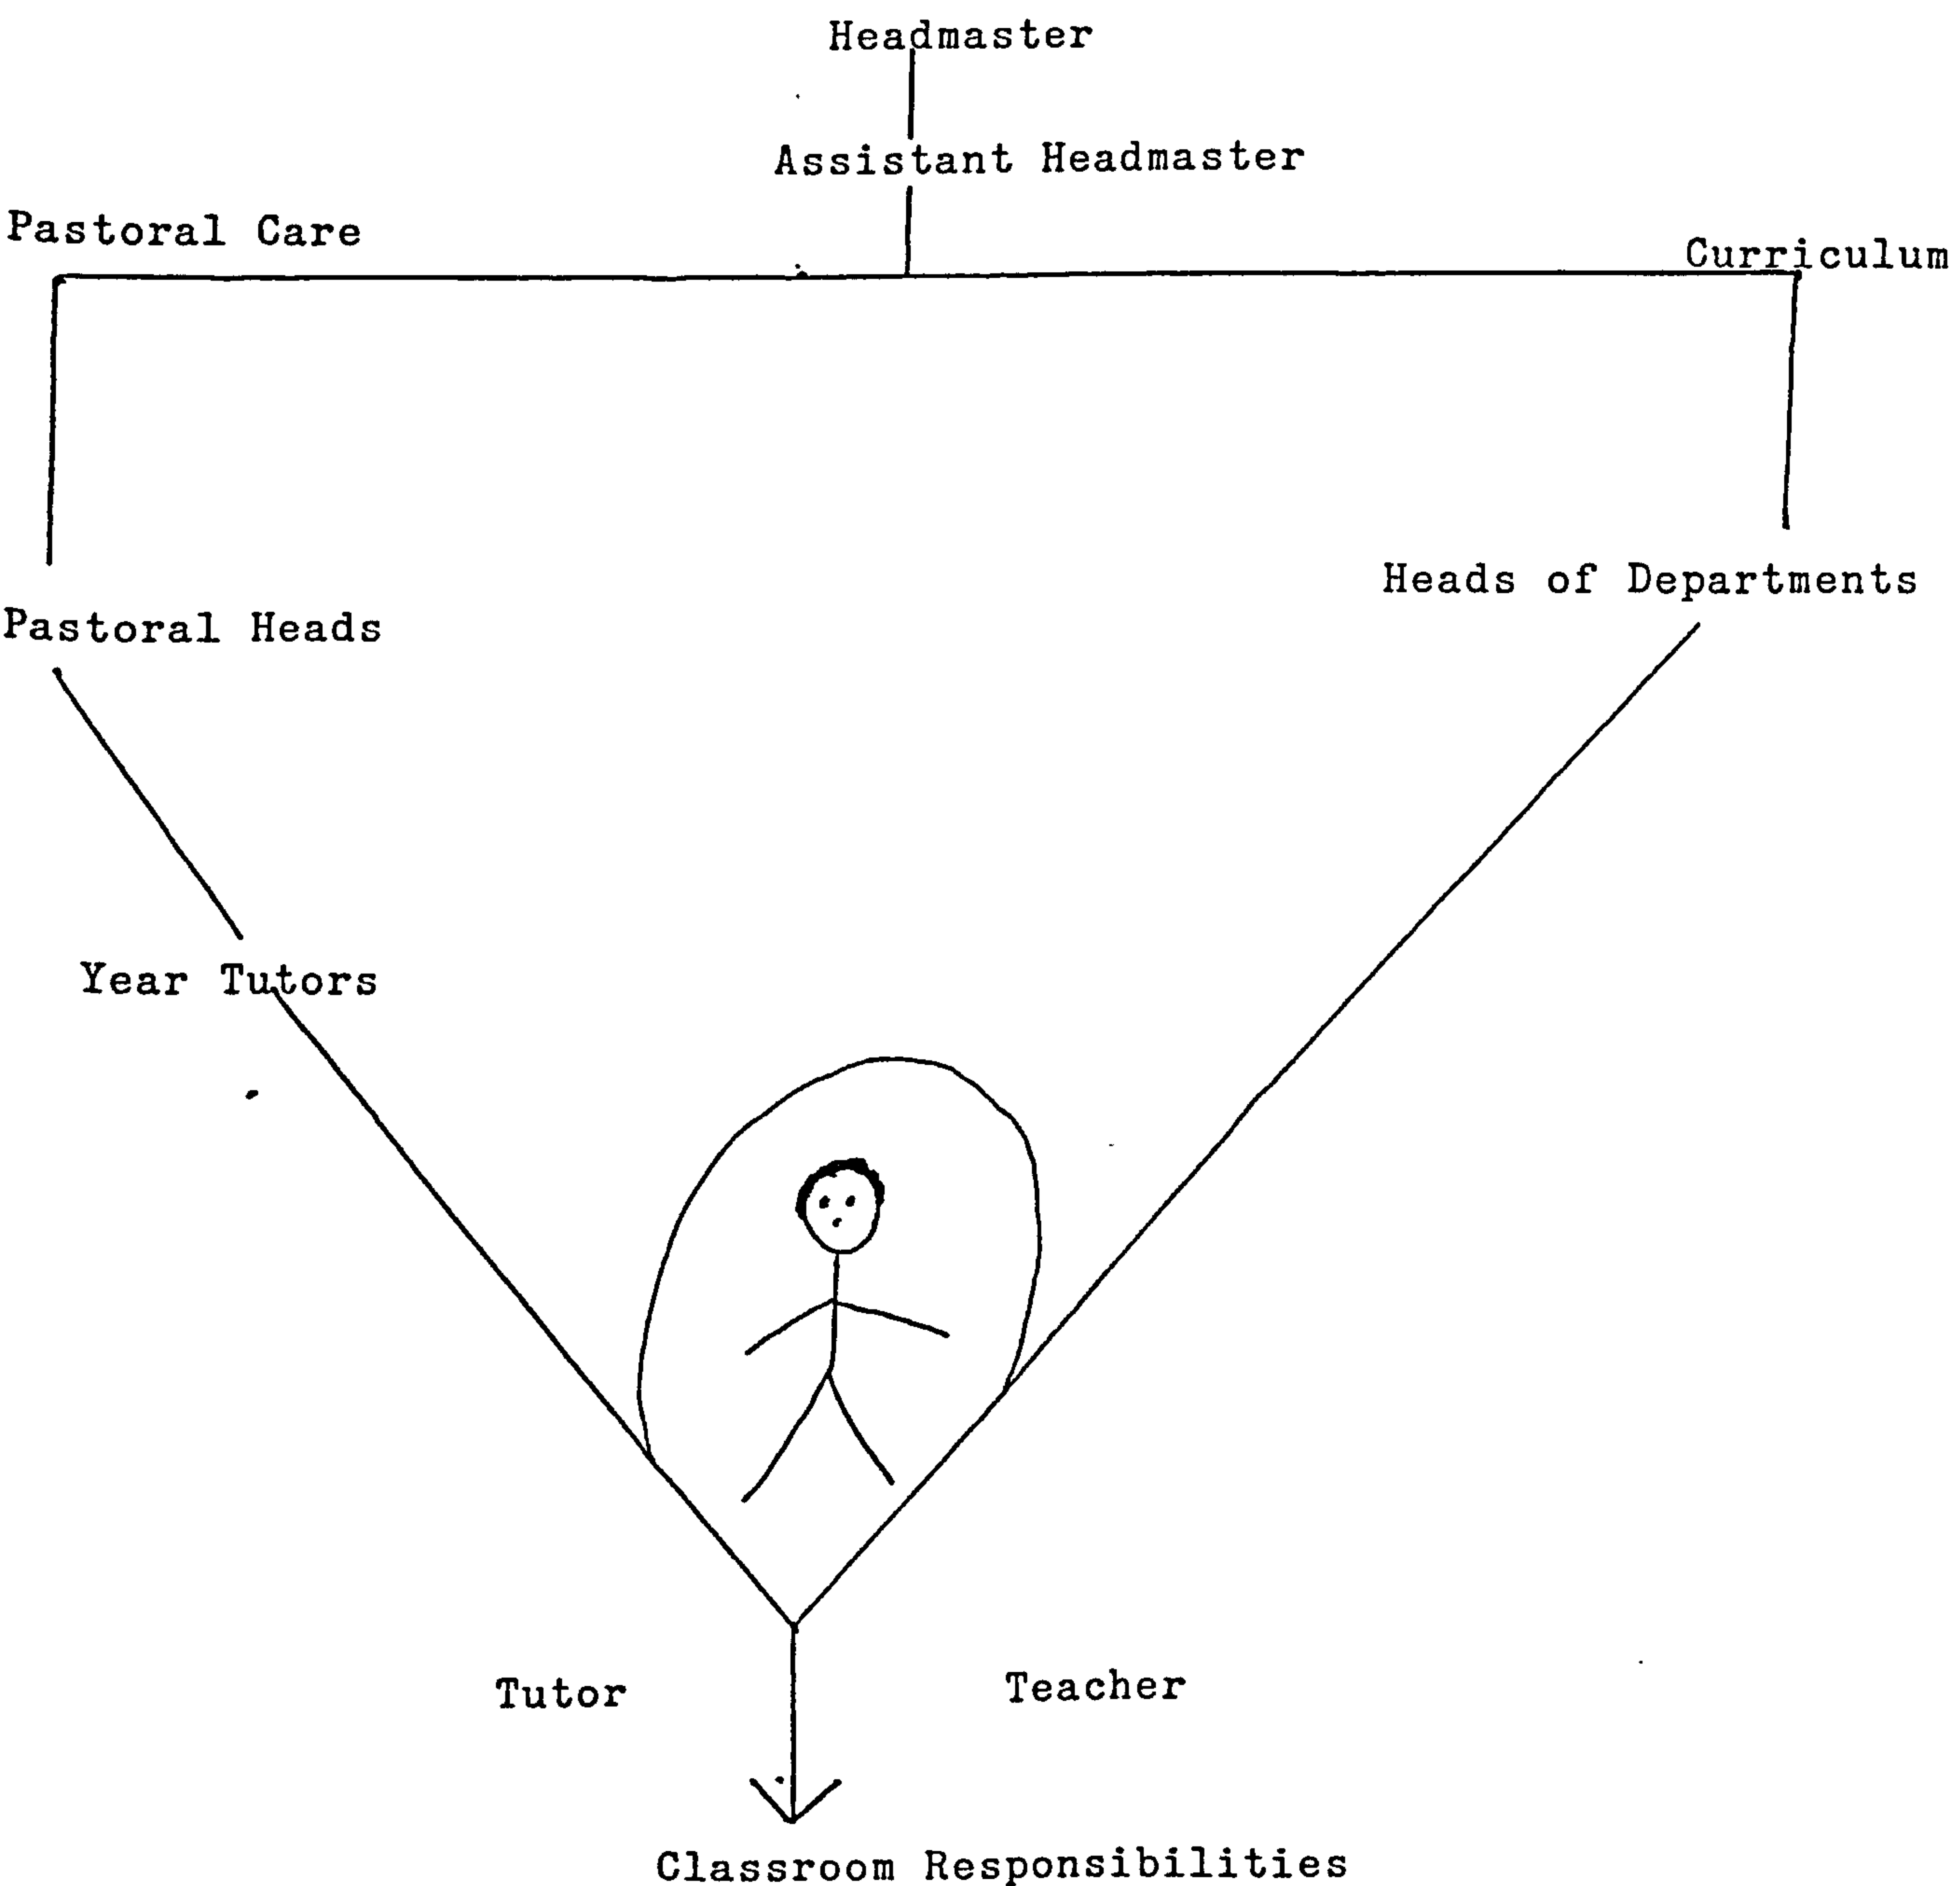 Headmaster
Assistant Headmaster
Pastoral Care
Curriculum
Heads of Departments
Pastoral Heads
Year Tutors
Tutor
Teacher
Classroom Responsibilities